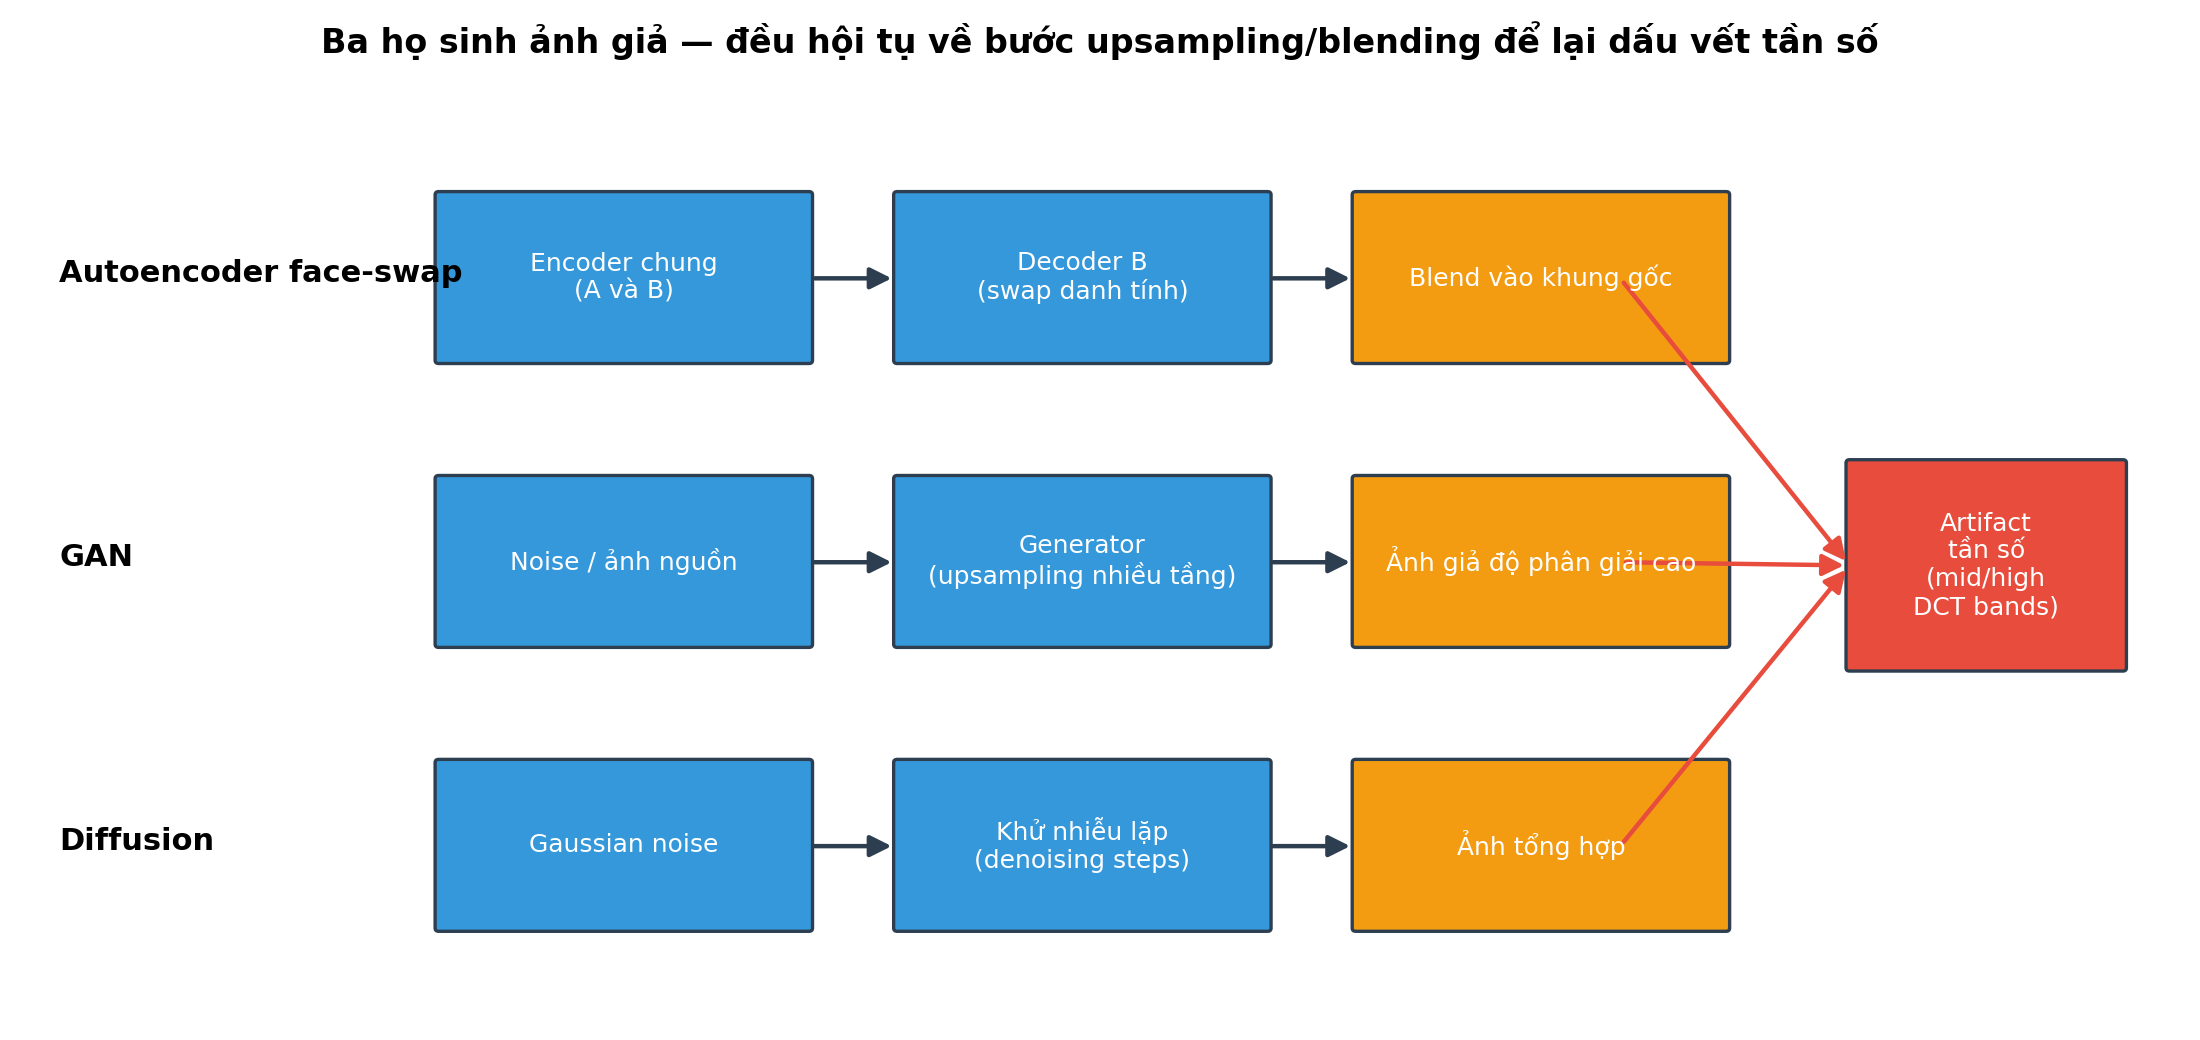 Ba họ sinh ảnh giả — đều hội tụ về bước upsampling/blending để lại dấu vết tần số
Autoencoder face-swap
Encoder chung
(A và B)
Decoder B
(swap danh tính)
Blend vào khung gốc
GAN
Noise / ảnh nguồn
Generator
(upsampling nhiều tầng)
Ảnh giả độ phân giải cao
Artifact
tần số
(mid/high
DCT bands)
Diffusion
Gaussian noise
Khử nhiễu lặp
(denoising steps)
Ảnh tổng hợp